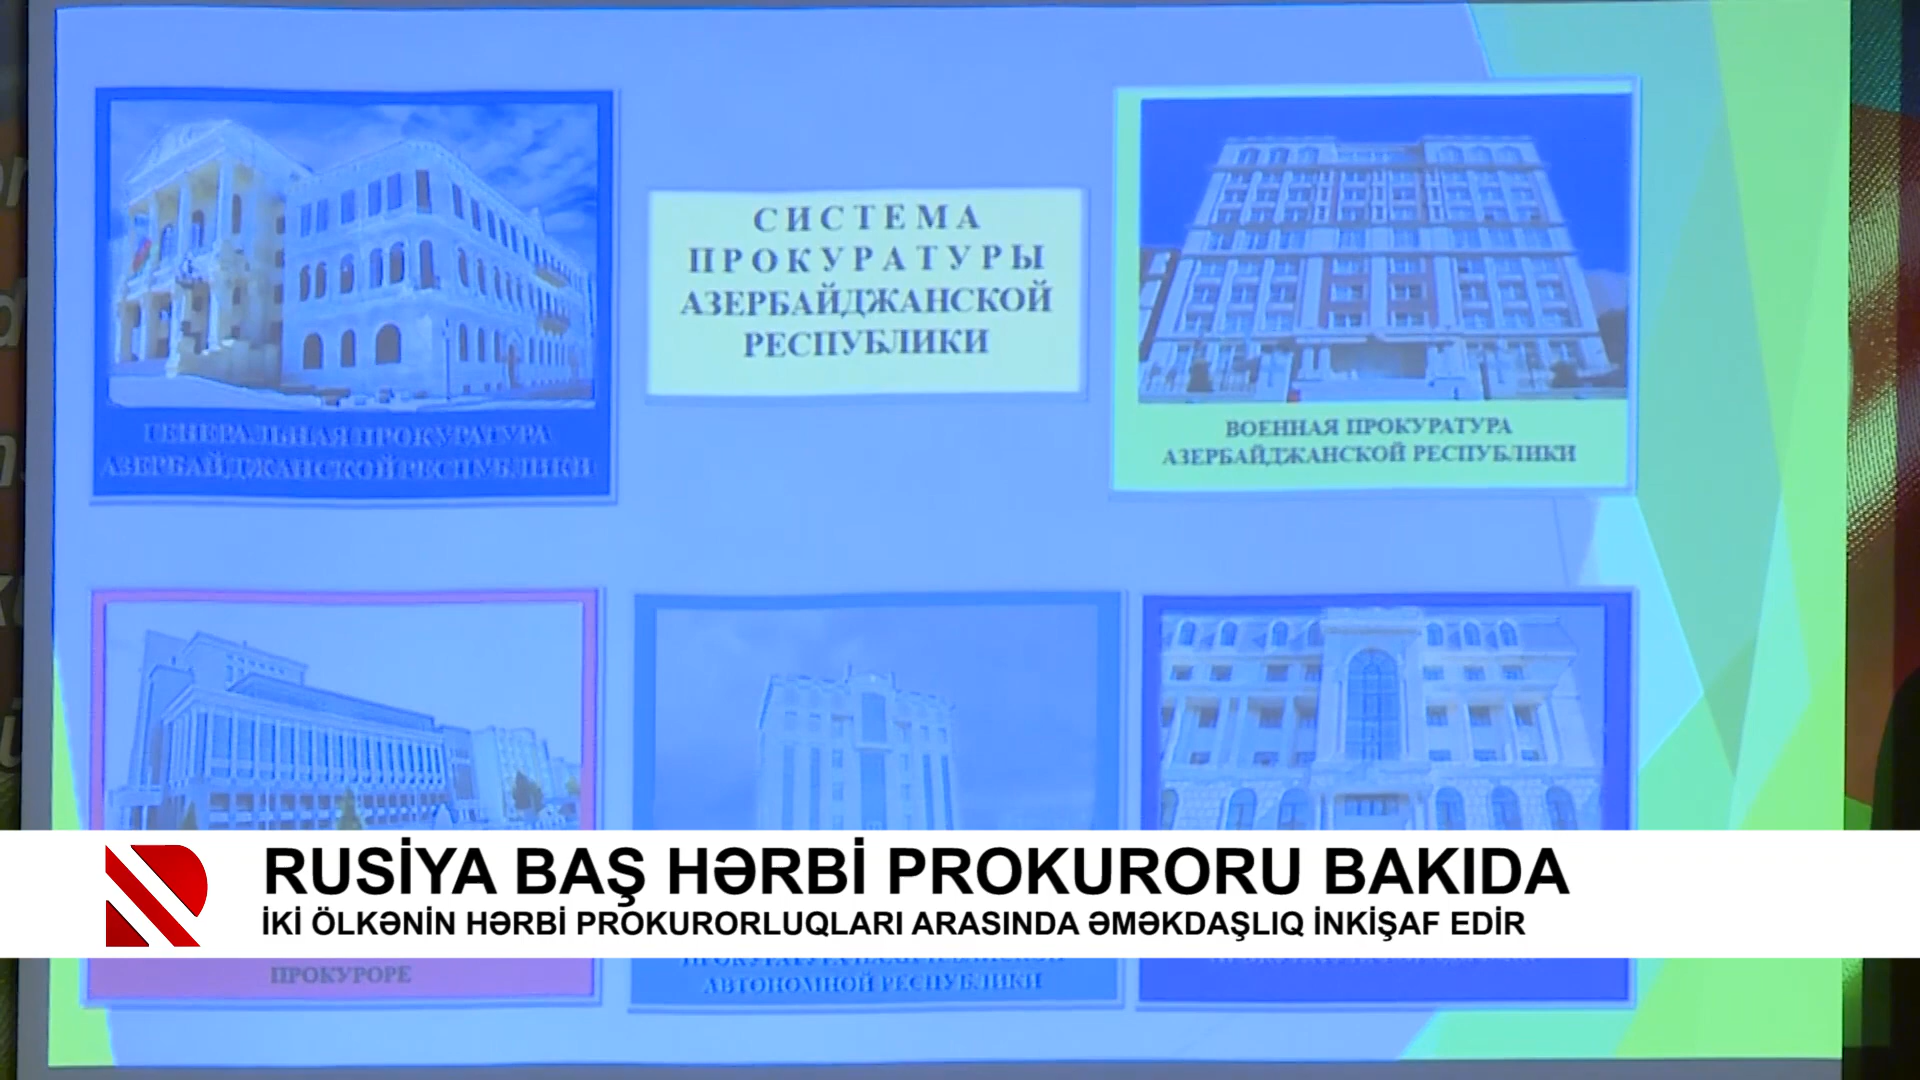 СИСТЕМА
ПРОКУРАТУРЫ
АЗЕРБАЙДЖАНСКОЙ
РЕСПУБЛИКИ
ГЕНЕРАЛЬНАЯ ПРОКУРАТУРА
АЗЕРБАЙДЖАНСКОЙ РЕСПУБЛИКИ
ВОЕННАЯ ПРОКУРАТУРА
АЗЕРБАЙДЖАНСКОЙ РЕСПУБЛИКИ
RUSİYA BAŞ HƏRBİ PROKURORU BAKIDA
İKİ ÖLKƏNİN HƏRBİ PROKURORLUQLARI ARASINDA ƏMƏKDAŞLIQ İNKİŞAF EDİR
ПРОКУРОРЕ
АВТОНОМНОЙ РЕСПУБЛИКИ